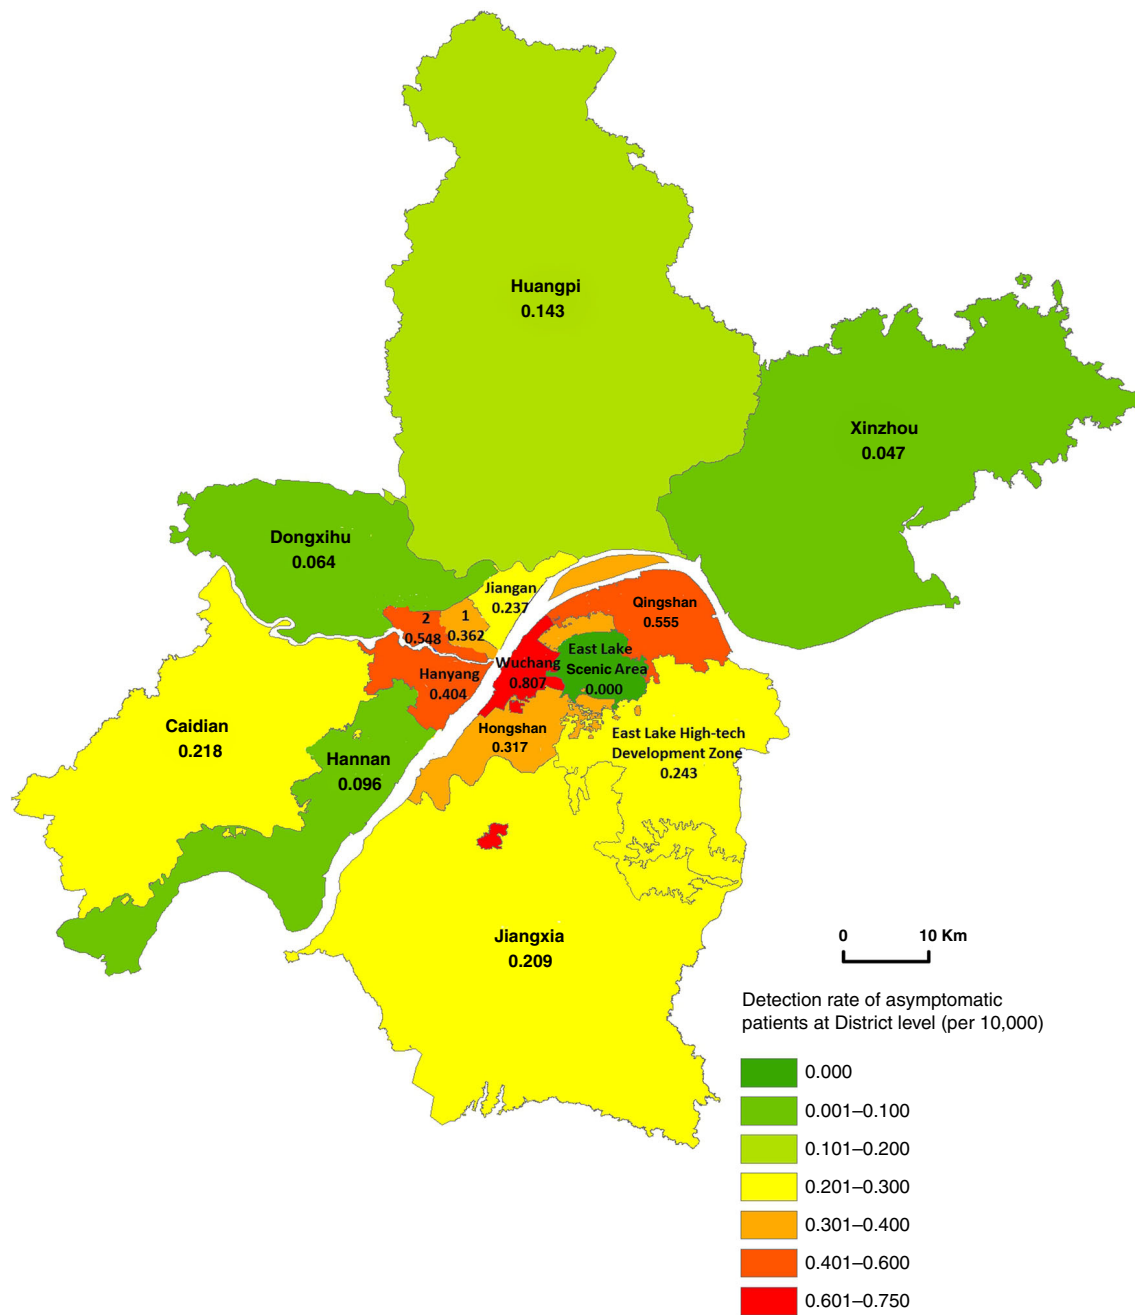 Huangpi
0.143
Xinzhou
0.047
Dongxihu
0.064
Jiangan
0.237
1
0.362
2
0.548
Qingshan
0.555
East Lake
Scenic Area
0.000
Wuchang
0.807
Hanyang
0.404
Caidian
0.218
Hannan
0.096
Hongshan
0.317
East Lake High-tech
Development Zone
0.243
Jiangxia
0.209
0 10 Km
Detection rate of asymptomatic
patients at District level (per 10,000)
0.000
0.001–0.100
0.101–0.200
0.201–0.300
0.301–0.400
0.401–0.600
0.601–0.750